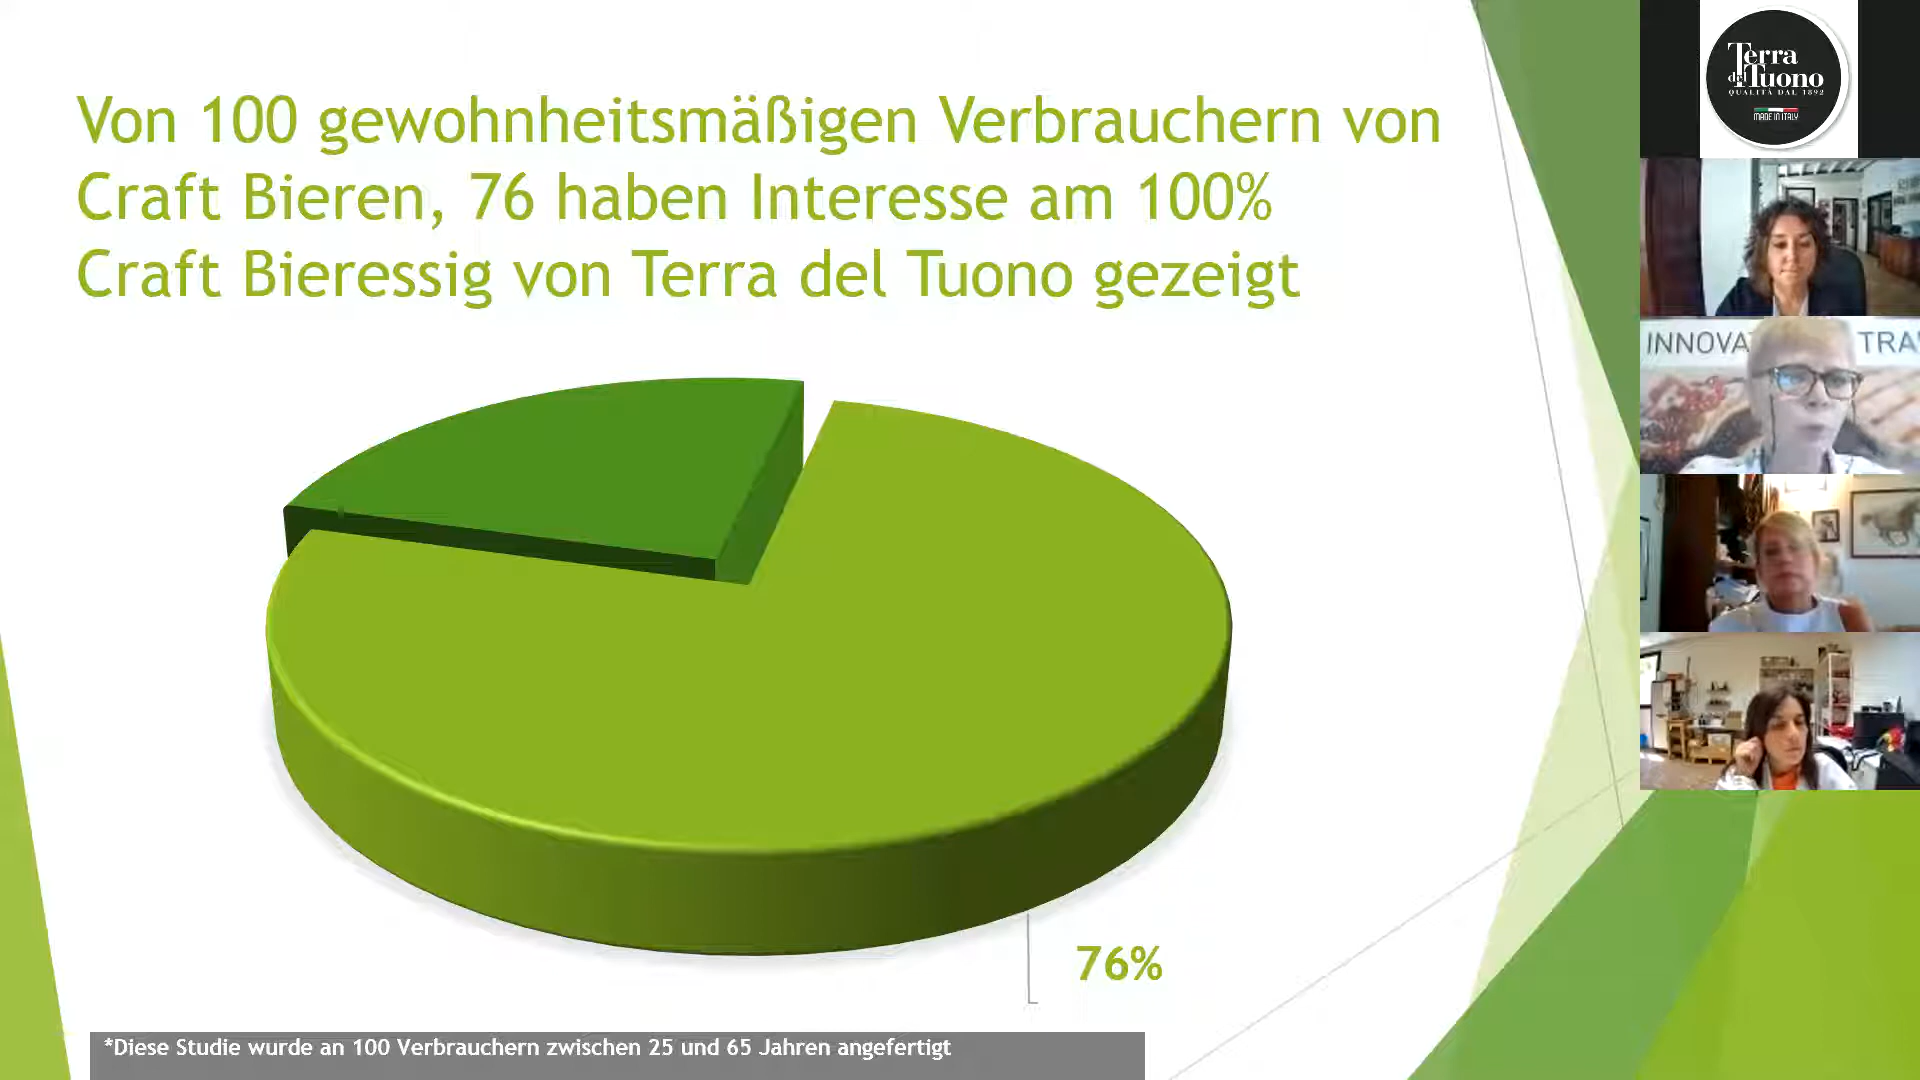 Von 100 gewohnheitsmäßigen Verbrauchern von
Craft Bieren, 76 haben Interesse am 100%
Craft Bieressig von Terra del Tuono gezeigt
76%
*Diese Studie wurde an 100 Verbrauchern zwischen 25 und 65 Jahren angefertigt
Terra
del Tuono
QUALITÀ DAL 1892
MADE IN ITALY
INNOVA
TRA